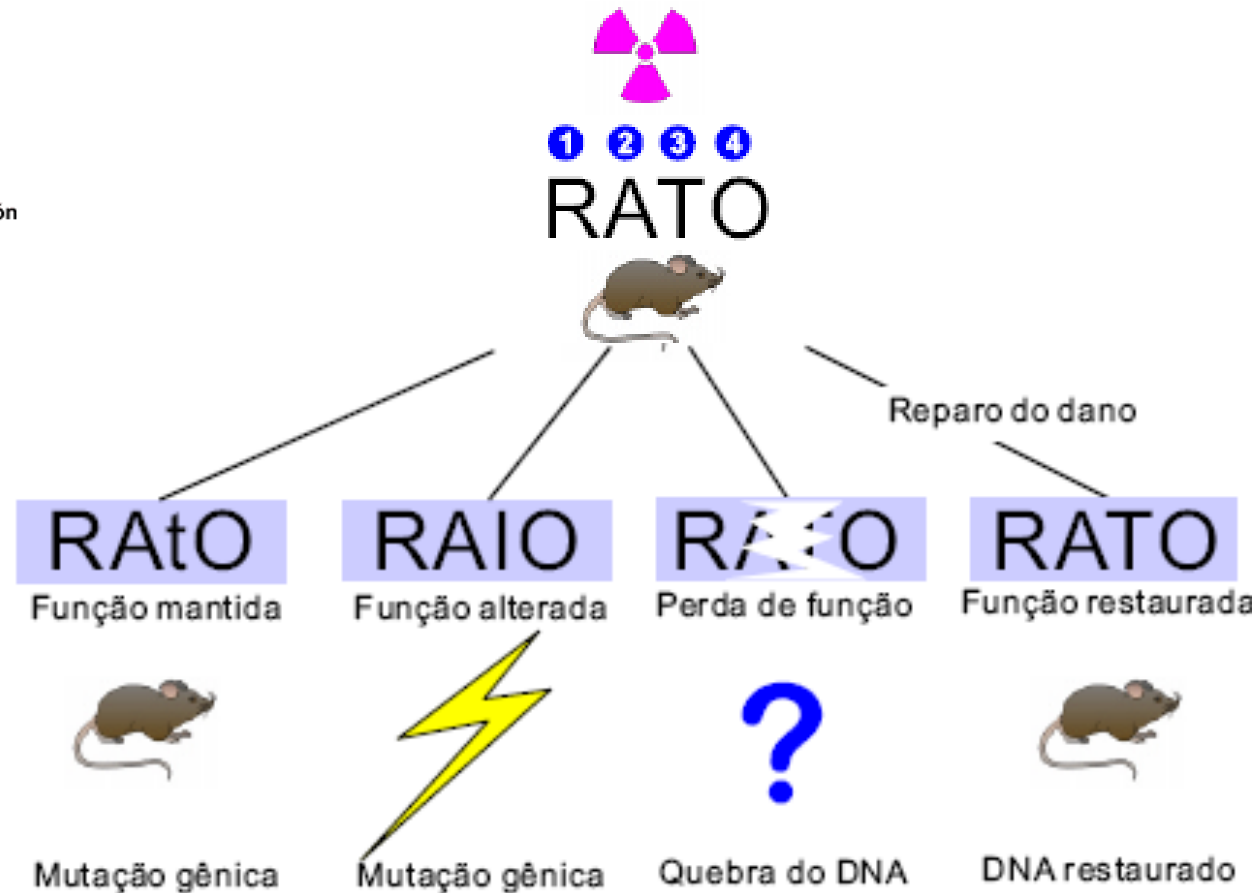 1 2 3 4
RATO
Reparo do dano
RAtO RAIO RATO RATO
Função mantida Função alterada Perda de função Função restaurada
Mutação gênica Mutação gênica Quebra do DNA DNA restaurado